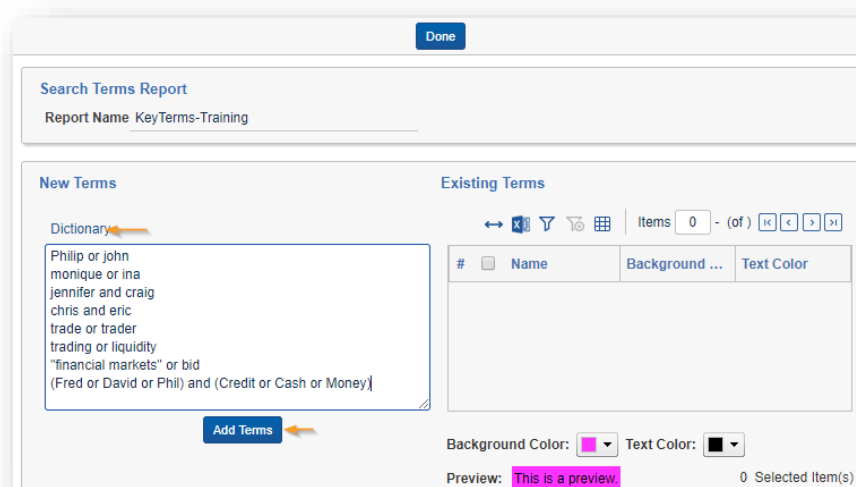 Done
Search Terms Report
Report Name KeyTerms-Training
New Terms
Dictionary
Philip or john
monique or ina
jennifer and craig
chris and eric
trade or trader
trading or liquidity
"financial markets" or bid
(Fred or David or Phil) and (Credit or Cash or Money)
Add Terms
Existing Terms
Items 0 - (of )
# Name Background ... Text Color
Background Color: Text Color:
Preview: This is a preview. 0 Selected Item(s)